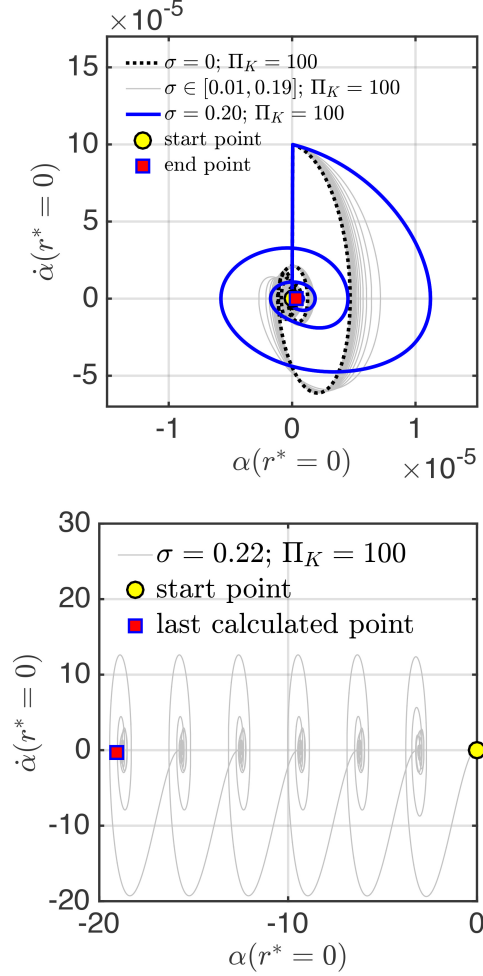 ×10⁻⁵
15
10
5
0
-5
σ = 0; Π_K = 100
σ ∈ [0.01, 0.19]; Π_K = 100
σ = 0.20; Π_K = 100
start point
end point
α̇(r* = 0)
-1
0
1
α(r* = 0)
×10⁻⁵
30
20
10
0
-10
-20
σ = 0.22; Π_K = 100
start point
last calculated point
α̇(r* = 0)
-20
-10
0
α(r* = 0)